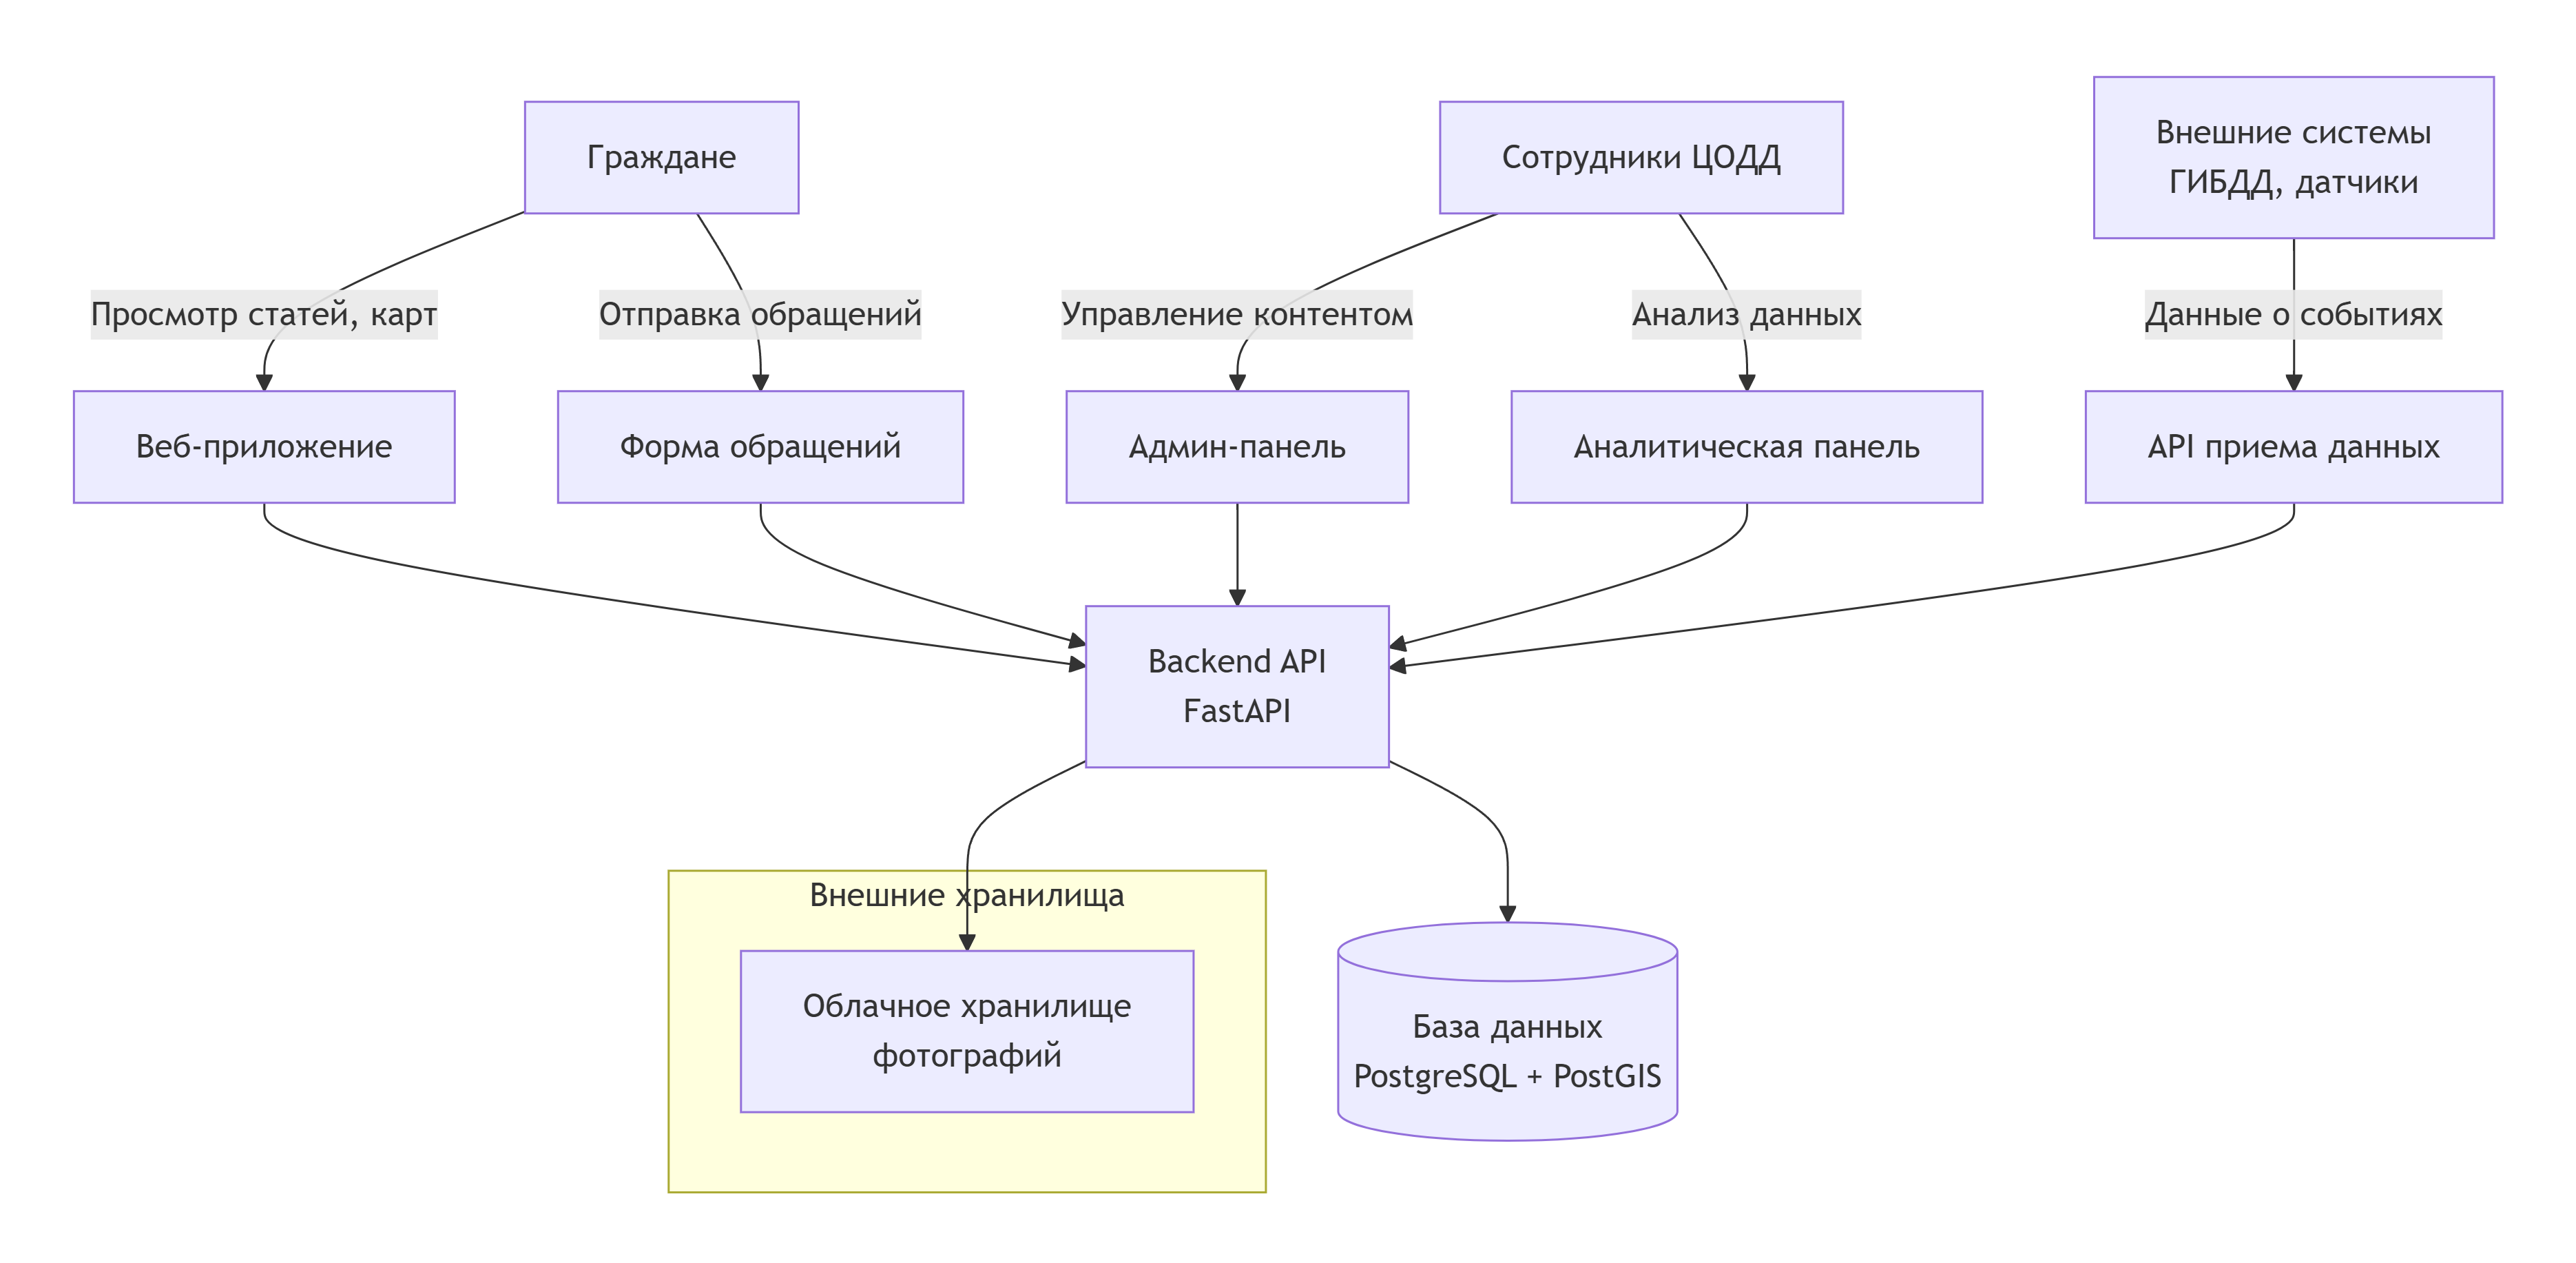 Граждане
Сотрудники ЦОДД
Внешние системы
ГИБДД, датчики
Просмотр статей, карт
Отправка обращений
Управление контентом
Анализ данных
Данные о событиях
Веб-приложение
Форма обращений
Админ-панель
Аналитическая панель
API приема данных
Backend API
FastAPI
Внешние хранилища
Облачное хранилище
фотографий
База данных
PostgreSQL + PostGIS